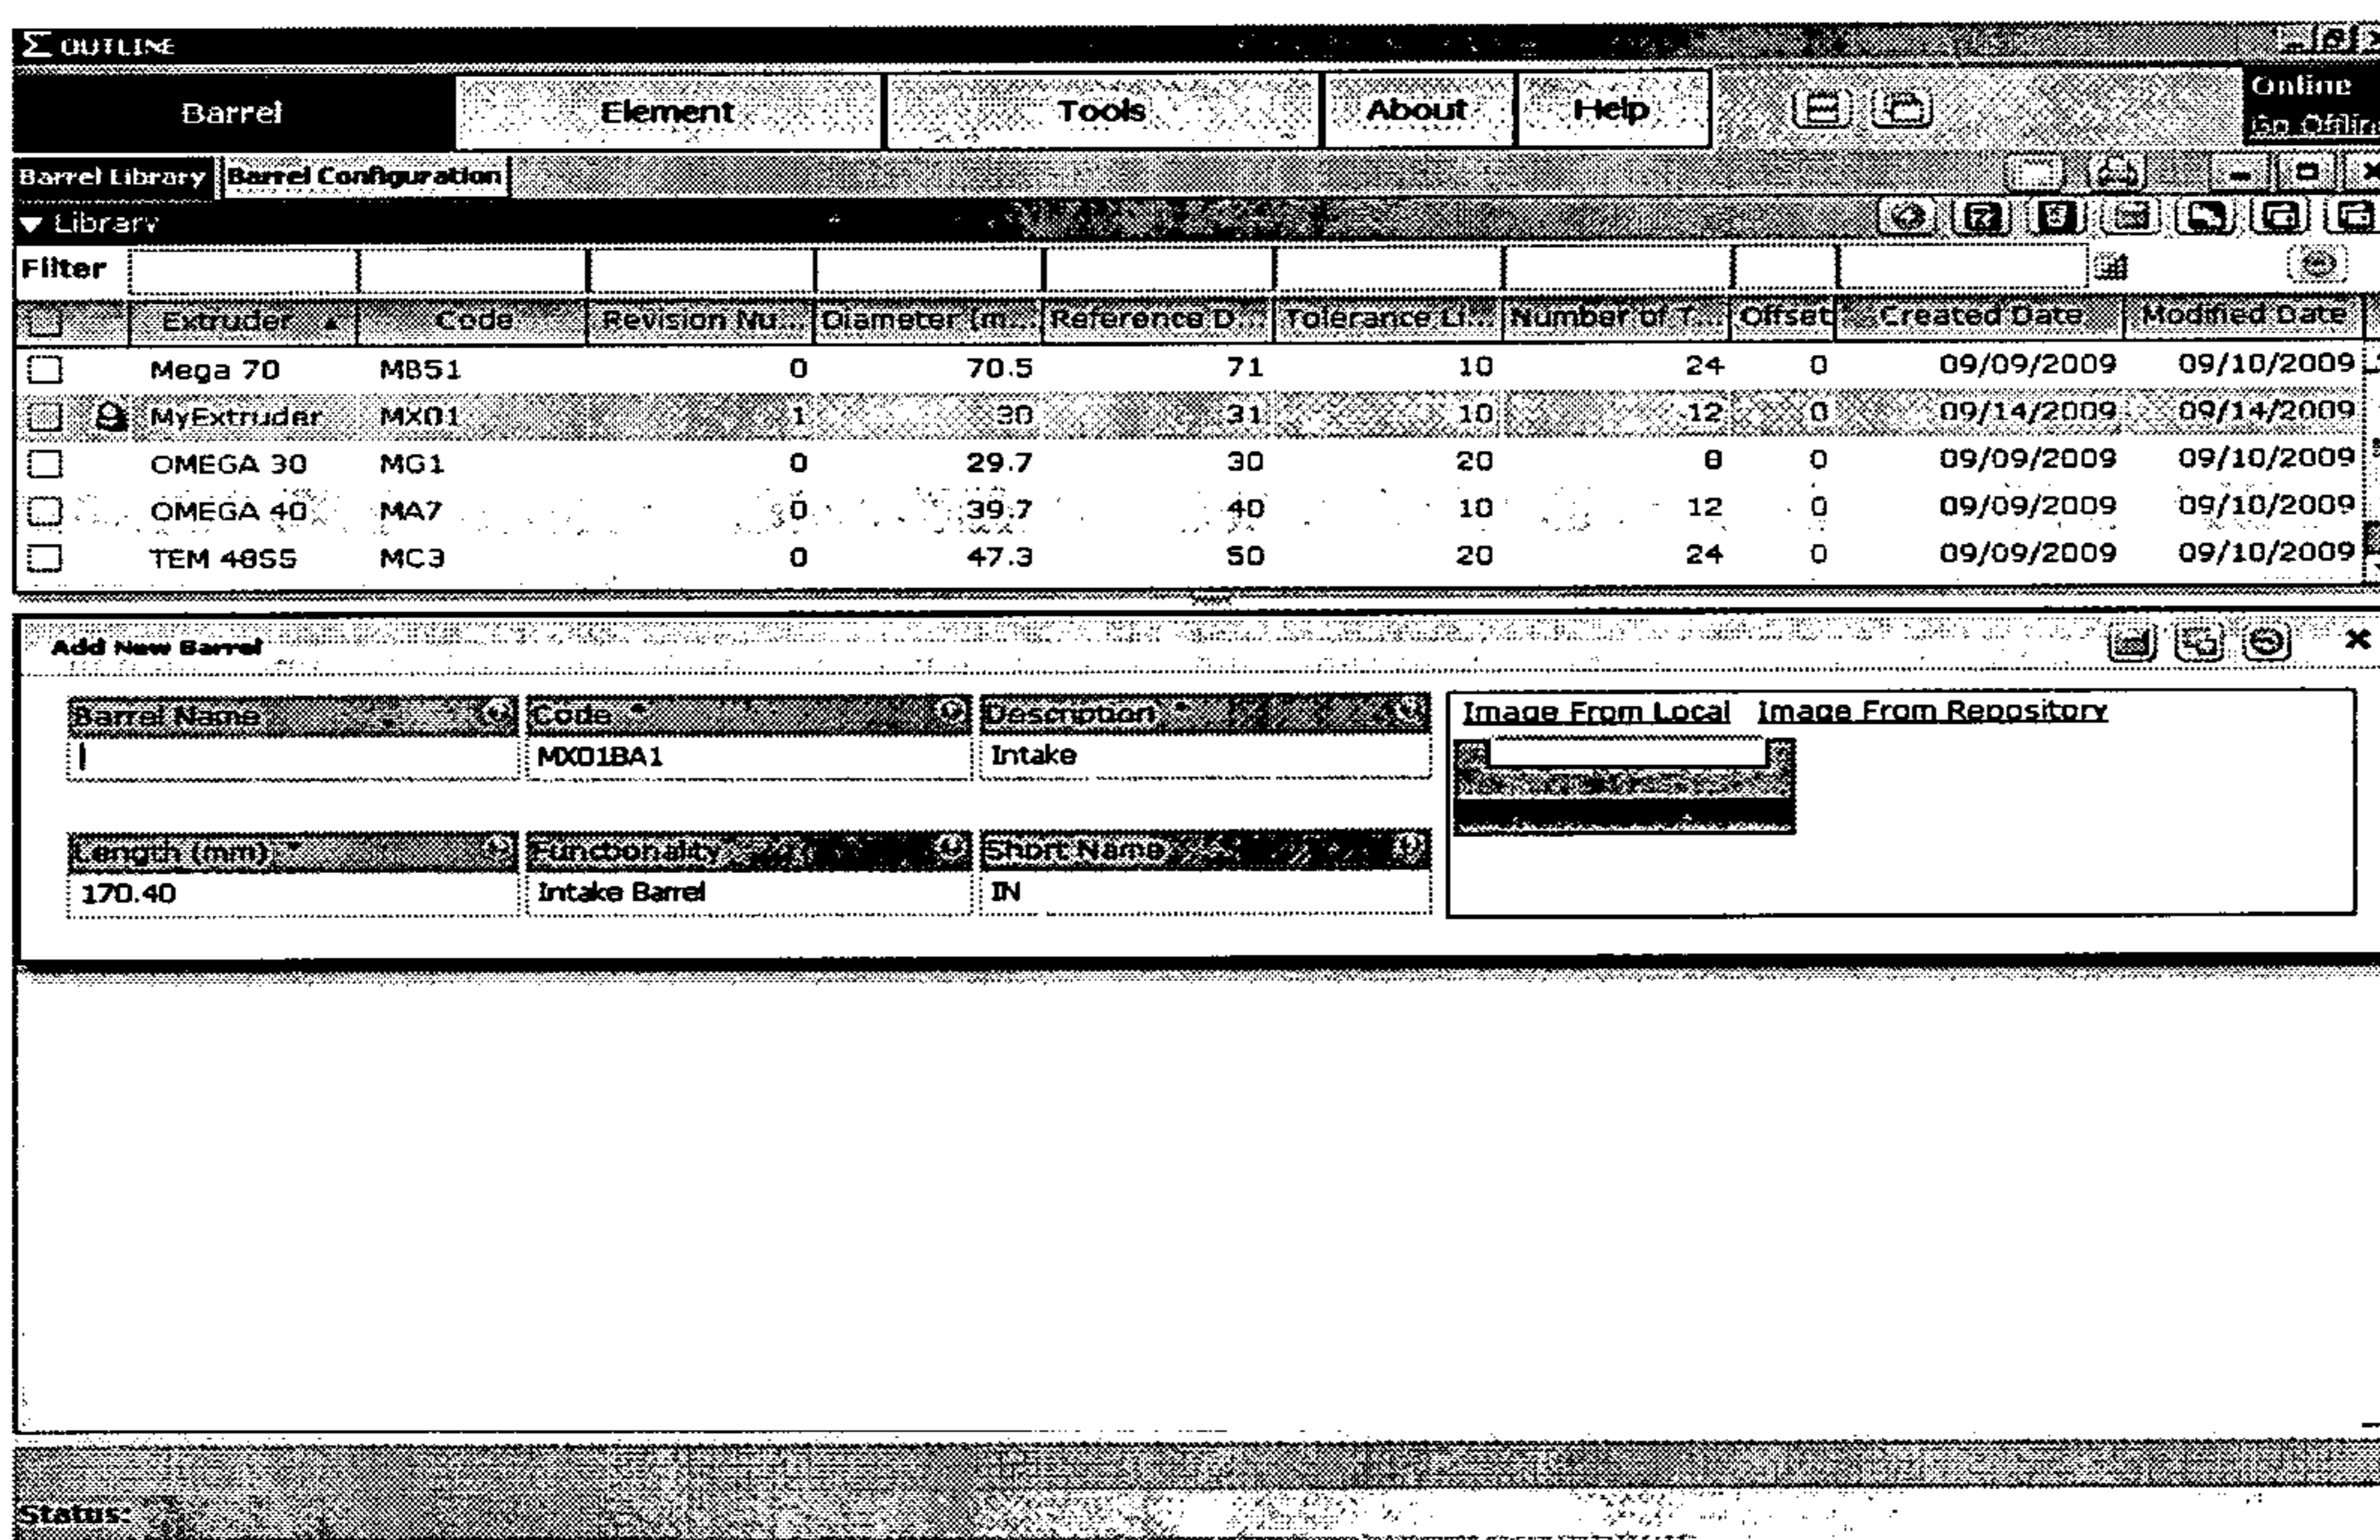 Σ OUTLINE
Barrel Element Tools About Help Online
Go Offline
Barrel Library Barrel Configuration
▼ Library
Filter
Extruder ▲ Code Revision Nu... Diameter (m... Reference D... Tolerance Li... Number of T... Offset Created Date Modified Date
Mega 70 MB51 0 70.5 71 10 24 0 09/09/2009 09/10/2009
MyExtruder MX01 1 30 31 10 12 0 09/14/2009 09/14/2009
OMEGA 30 MG1 0 29.7 30 20 8 0 09/09/2009 09/10/2009
OMEGA 40 MA7 0 39.7 40 10 12 0 09/09/2009 09/10/2009
TEM 48SS MC3 0 47.3 50 20 24 0 09/09/2009 09/10/2009
Add New Barrel
Barrel Name Code * Description * Image From Local Image From Repository
MX01BA1 Intake
Length (mm) * Functionality Short Name
170.40 Intake Barrel IN
Status: